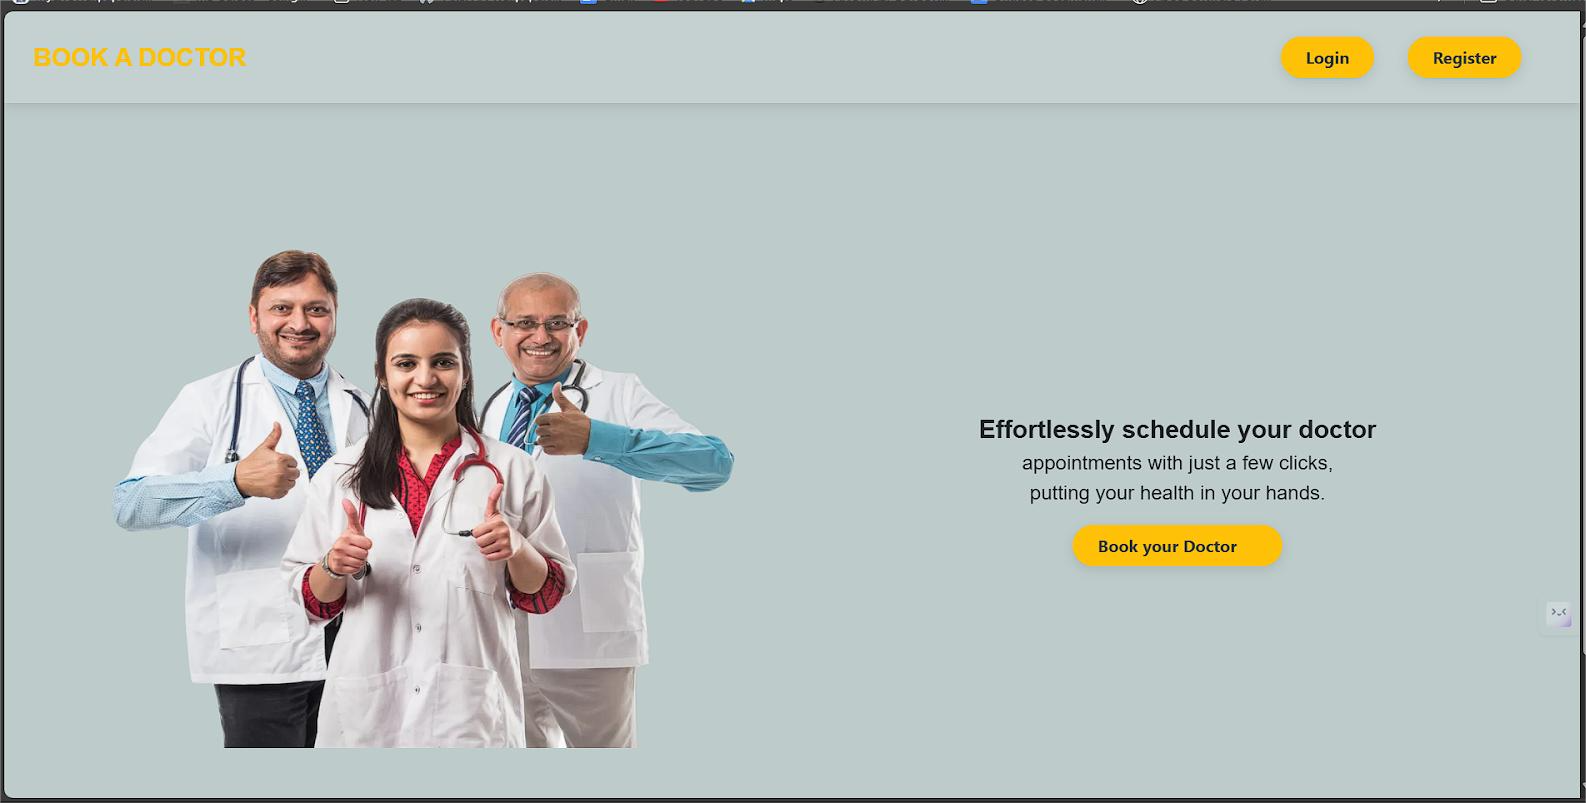 BOOK A DOCTOR
Login
Register
Effortlessly schedule your doctor
appointments with just a few clicks,
putting your health in your hands.
Book your Doctor